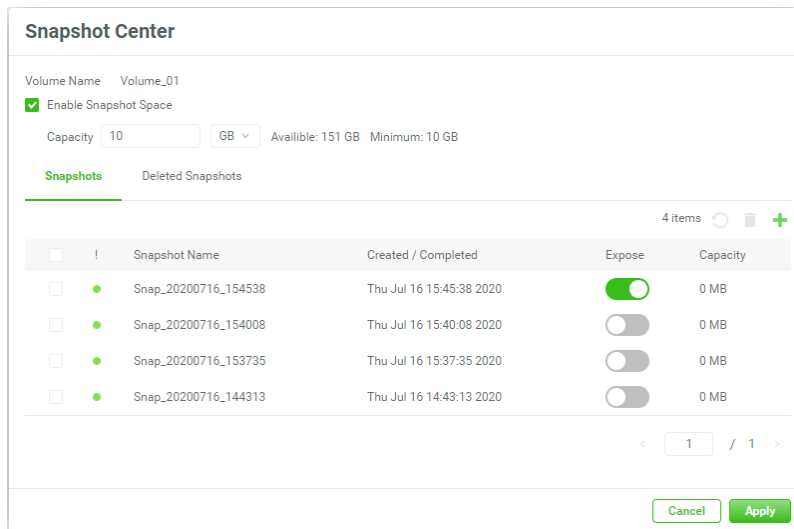 Snapshot Center
Volume Name Volume_01
Enable Snapshot Space
Capacity 10 GB Availible: 151 GB Minimum: 10 GB
Snapshots Deleted Snapshots
4 items
! Snapshot Name Created / Completed Expose Capacity
Snap_20200716_154538 Thu Jul 16 15:45:38 2020 0 MB
Snap_20200716_154008 Thu Jul 16 15:40:08 2020 0 MB
Snap_20200716_153735 Thu Jul 16 15:37:35 2020 0 MB
Snap_20200716_144313 Thu Jul 16 14:43:13 2020 0 MB
< 1 / 1 >
Cancel Apply